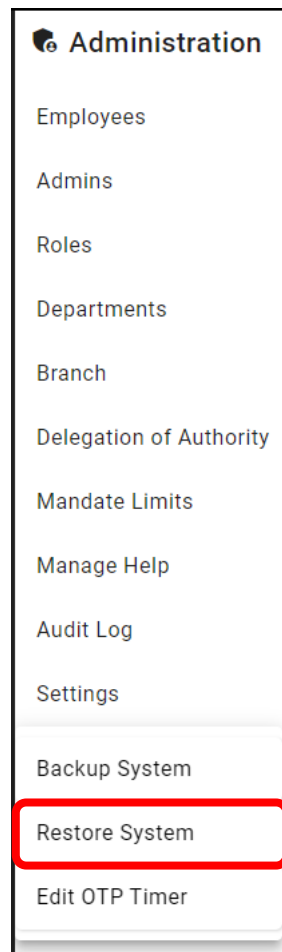 Administration
Employees
Admins
Roles
Departments
Branch
Delegation of Authority
Mandate Limits
Manage Help
Audit Log
Settings
Backup System
Restore System
Edit OTP Timer